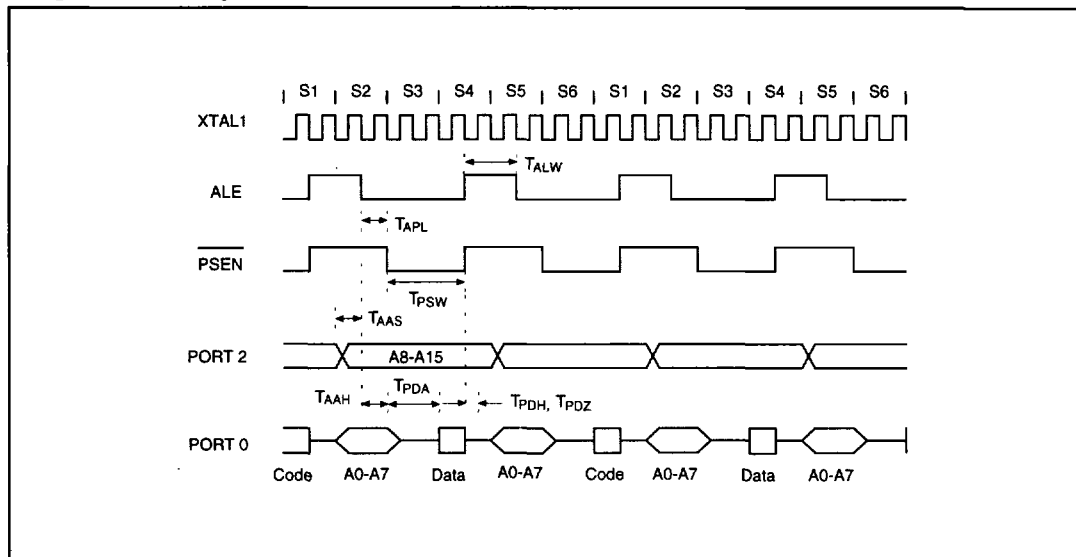 S1 S2 S3 S4 S5 S6 S1 S2 S3 S4 S5 S6
XTAL1
TALW
ALE
TAPL
PSEN
TPSW
TAAS
PORT 2
A8-A15
TAAH TPDA TPDH, TPDZ
PORT 0
Code A0-A7 Data A0-A7 Code A0-A7 Data A0-A7